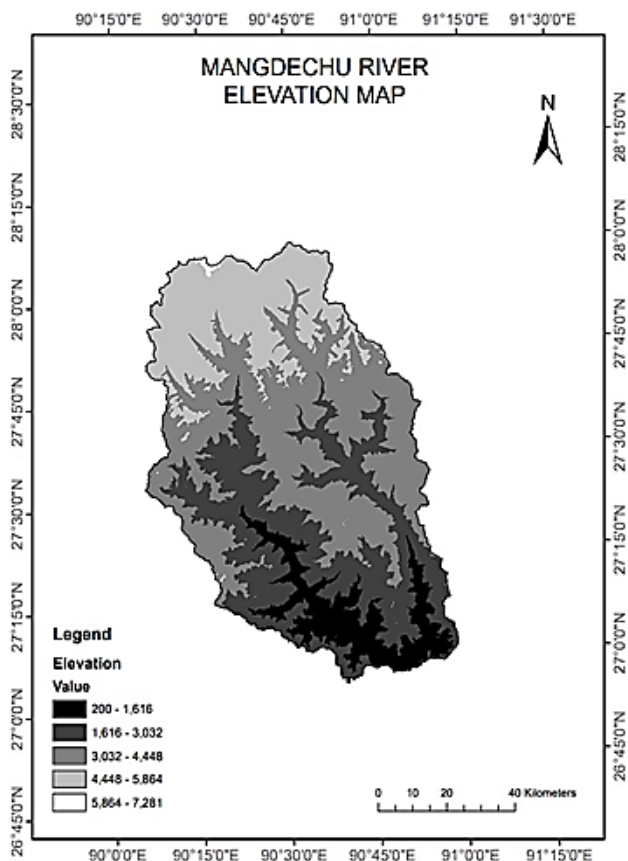 90°15'0"E 90°30'0"E 90°45'0"E 91°0'0"E 91°15'0"E 91°30'0"E
MANGDECHU RIVER
ELEVATION MAP
N
28°30'0"N
28°15'0"N
28°0'0"N
27°45'0"N
27°30'0"N
27°15'0"N
27°0'0"N
26°45'0"N
28°15'0"N
28°0'0"N
27°45'0"N
27°30'0"N
27°15'0"N
27°0'0"N
26°45'0"N
Legend
Elevation
Value
200 - 1,616
1,616 - 3,032
3,032 - 4,448
4,448 - 5,864
5,864 - 7,281
0 10 20 40 Kilometers
90°0'0"E 90°15'0"E 90°30'0"E 90°45'0"E 91°0'0"E 91°15'0"E